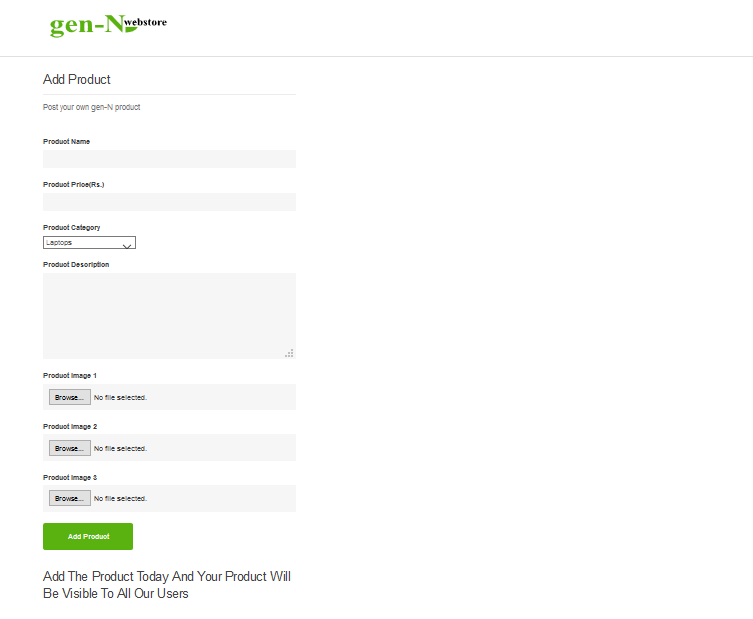 gen-N webstore
Add Product
Post your own gen-N product
Product Name
Product Price(Rs.)
Product Category
Laptops
Product Description
Product Image 1
Browse... No file selected.
Product Image 2
Browse... No file selected.
Product Image 3
Browse... No file selected.
Add Product
Add The Product Today And Your Product Will
Be Visible To All Our Users